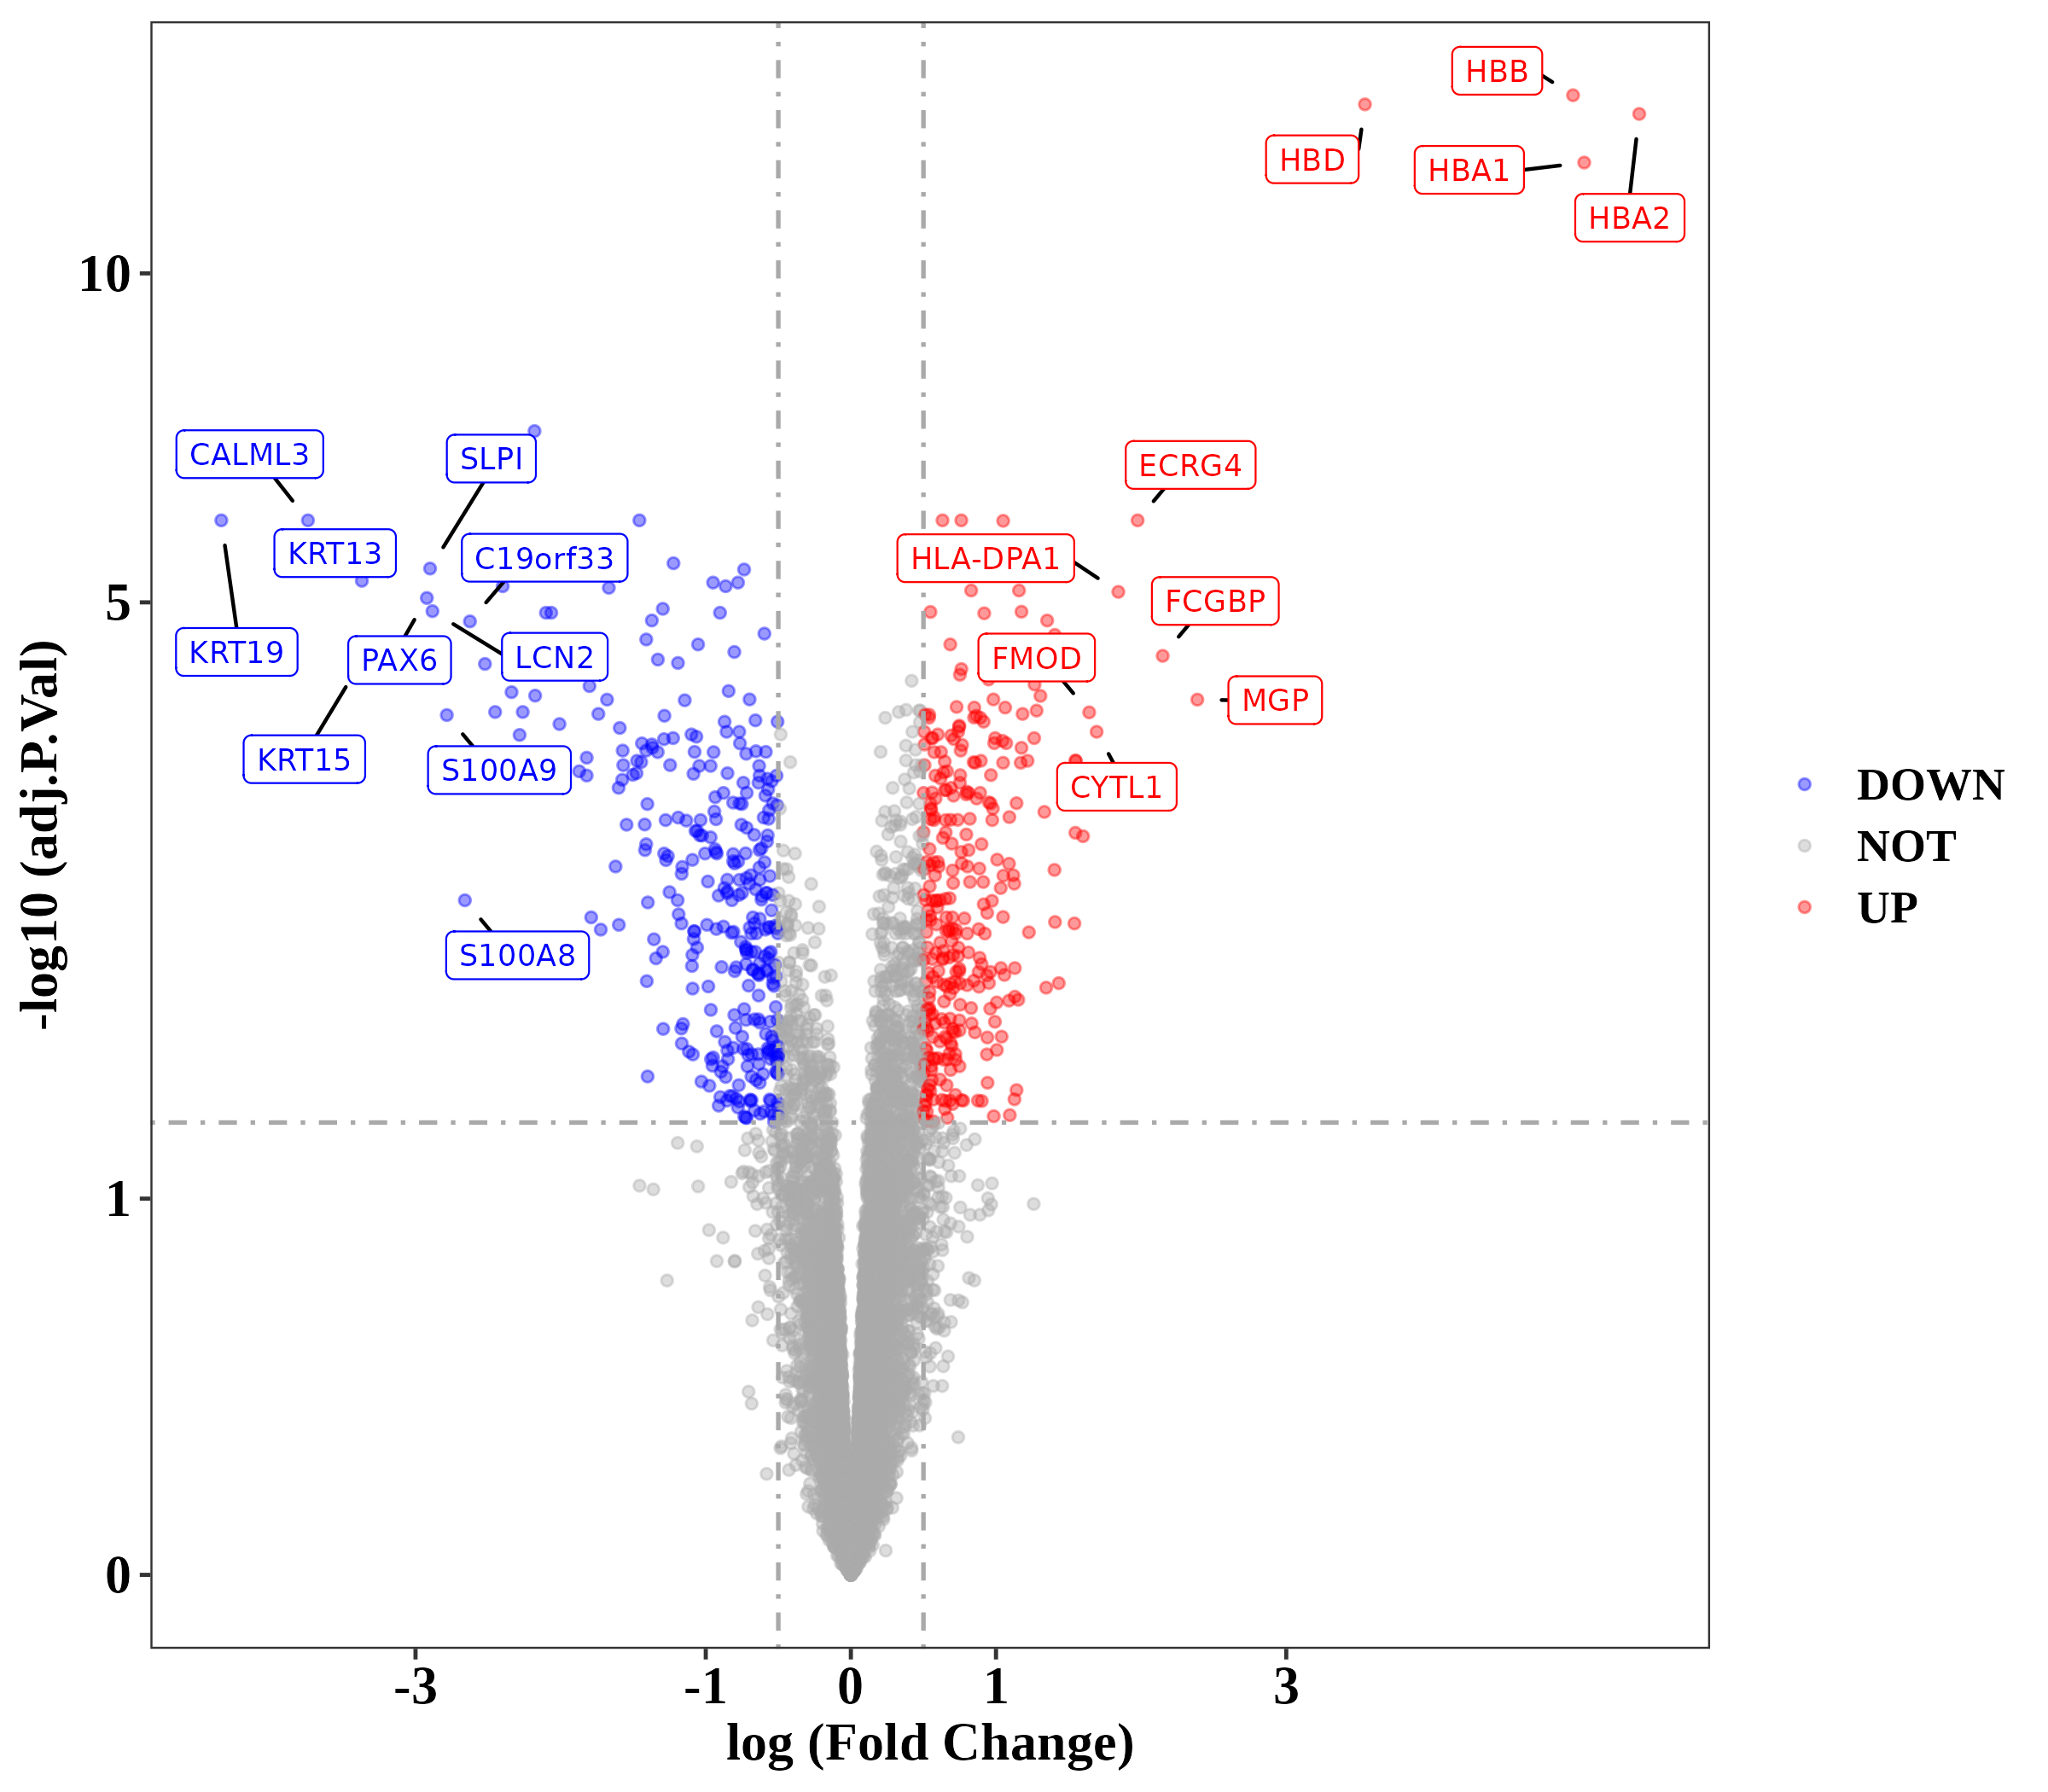 HBB
HBD
HBA1
HBA2
10
CALML3
SLPI
ECRG4
KRT13
C19orf33
HLA-DPA1
5
FCGBP
KRT19
PAX6
LCN2
FMOD
MGP
KRT15
S100A9
CYTL1
S100A8
-log10 (adj.P.Val)
DOWN
NOT
UP
1
0
-3
-1
0
1
3
log (Fold Change)